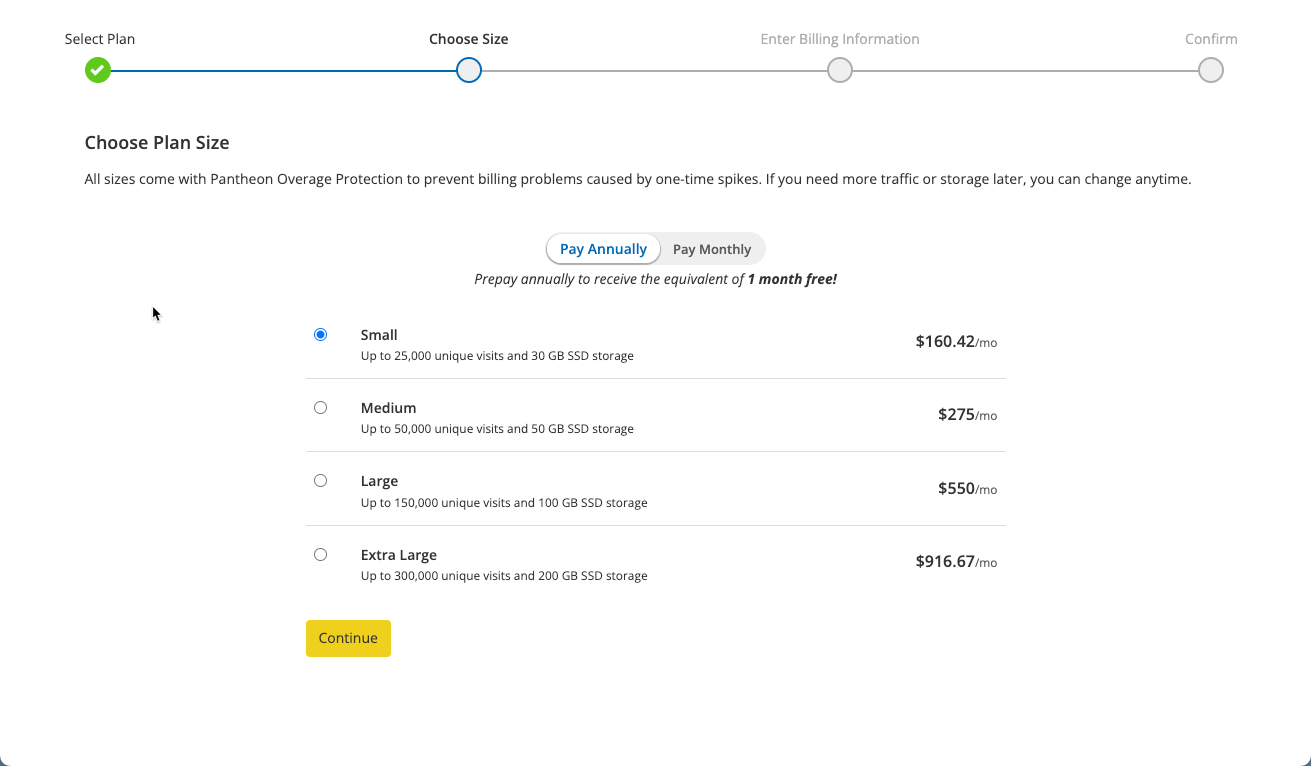 Select Plan
Choose Size
Enter Billing Information
Confirm
Choose Plan Size
All sizes come with Pantheon Overage Protection to prevent billing problems caused by one-time spikes. If you need more traffic or storage later, you can change anytime.
Pay Annually
Pay Monthly
Prepay annually to receive the equivalent of 1 month free!
Small
Up to 25,000 unique visits and 30 GB SSD storage
$160.42/mo
Medium
Up to 50,000 unique visits and 50 GB SSD storage
$275/mo
Large
Up to 150,000 unique visits and 100 GB SSD storage
$550/mo
Extra Large
Up to 300,000 unique visits and 200 GB SSD storage
$916.67/mo
Continue